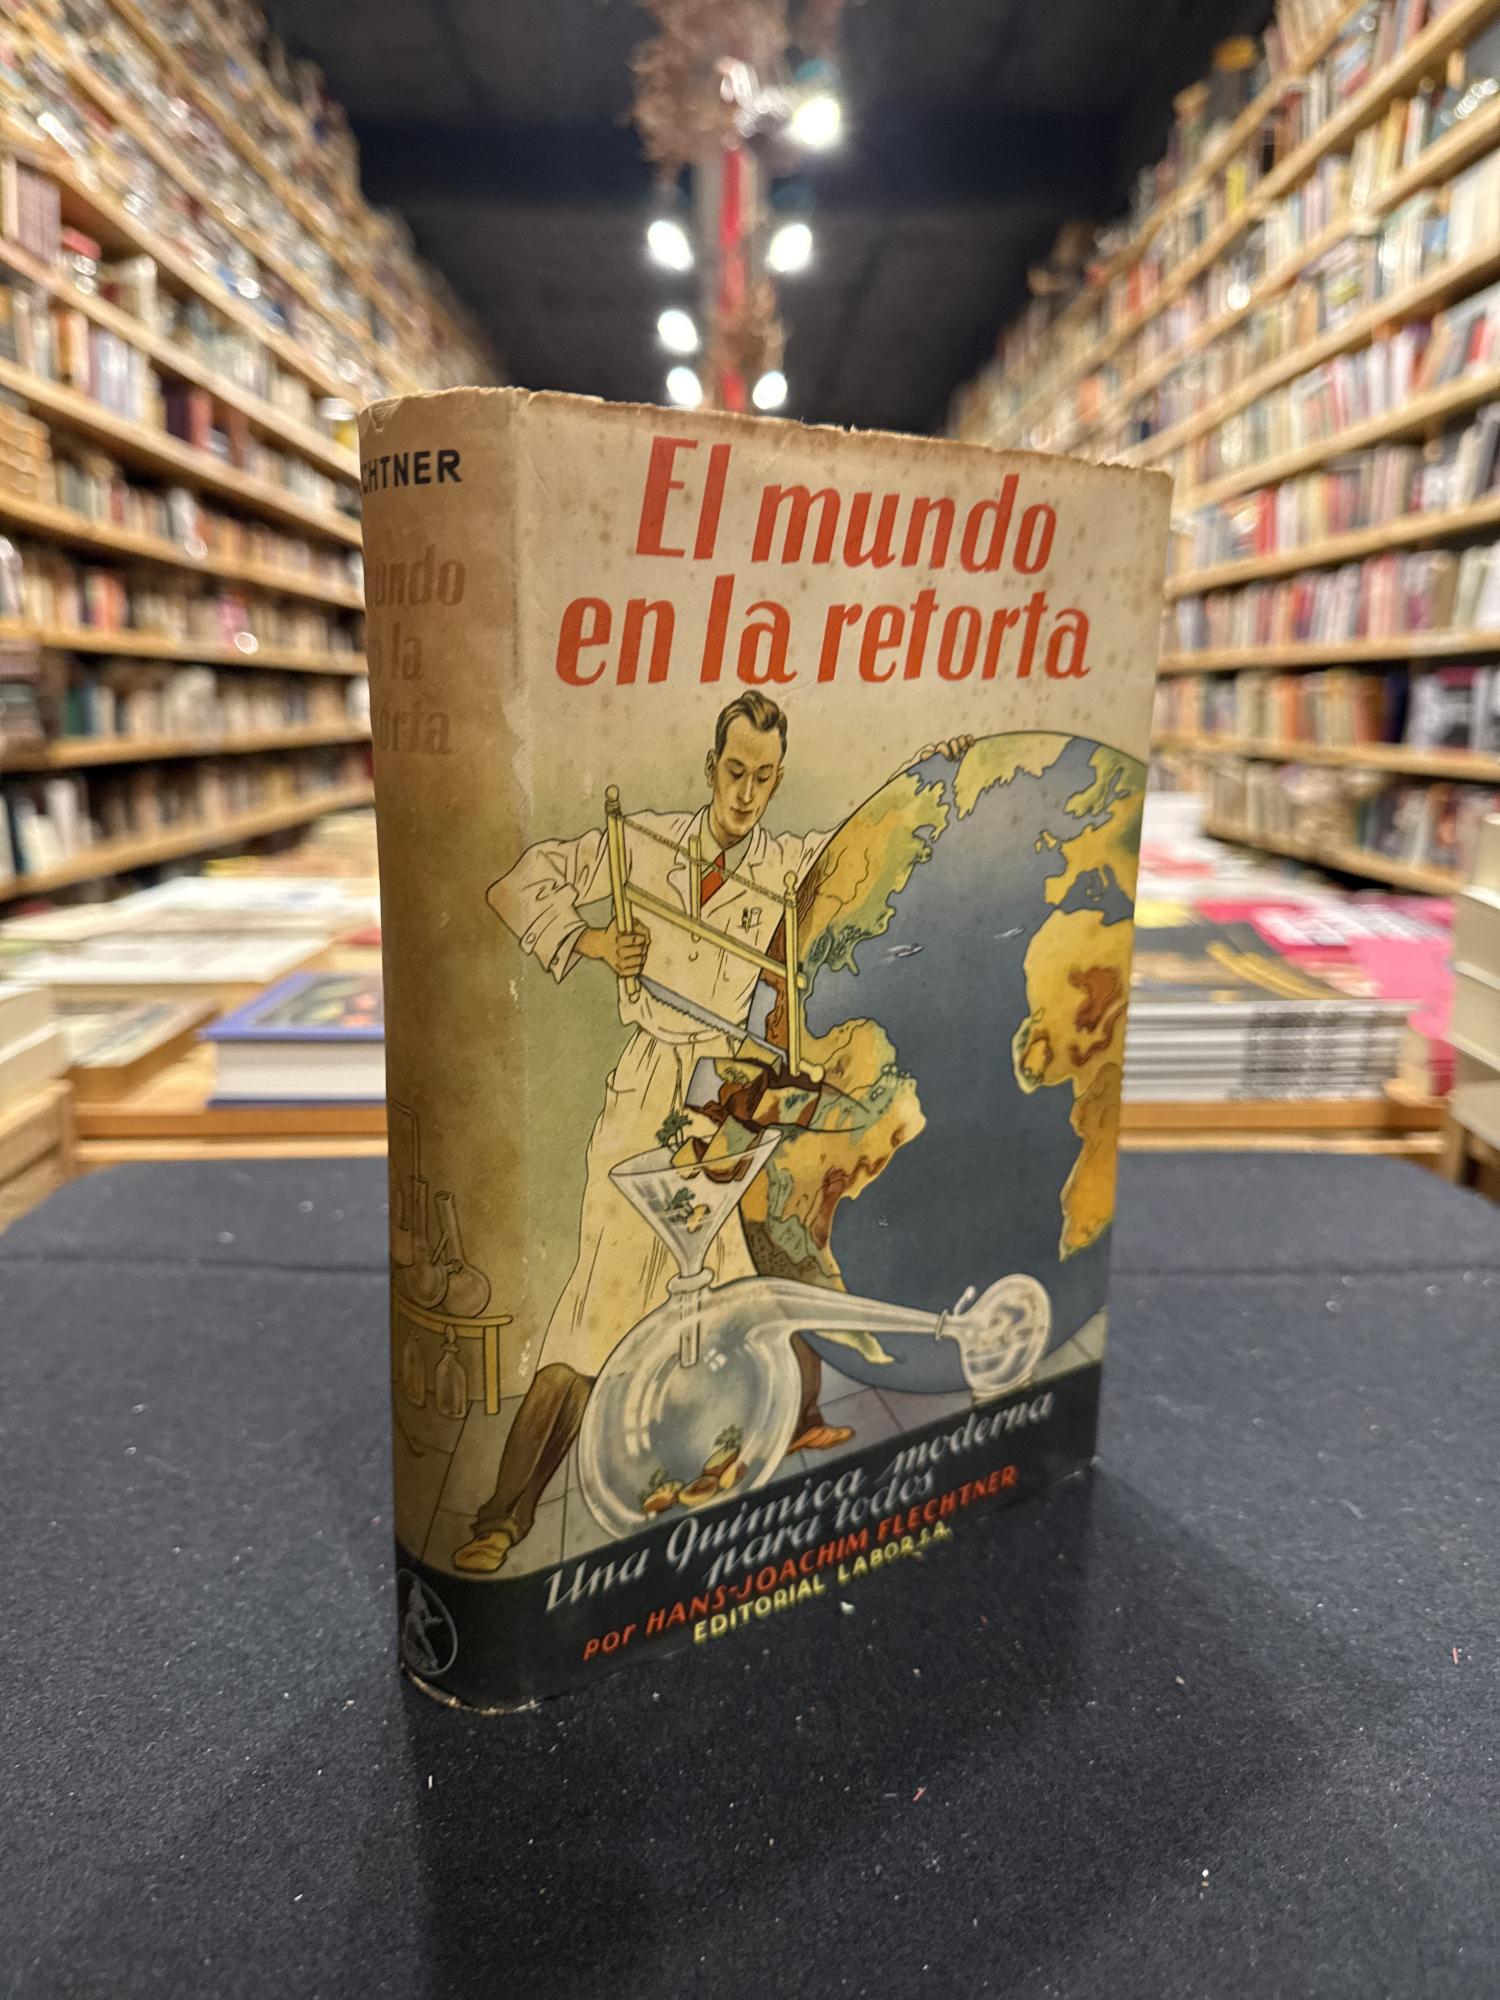 CHTNER
undo
la
orta
El mundo
en la retorta
Una Química moderna
para todos
por HANS-JOACHIM FLECHTNER
EDITORIAL LABOR S.A.